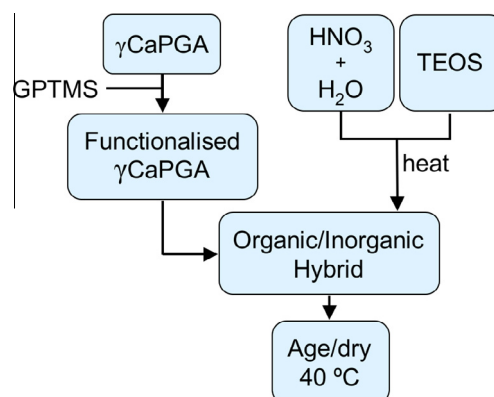 γCaPGA
GPTMS
Functionalised
γCaPGA
HNO₃
+
H₂O
TEOS
heat
Organic/Inorganic
Hybrid
Age/dry
40 ºC